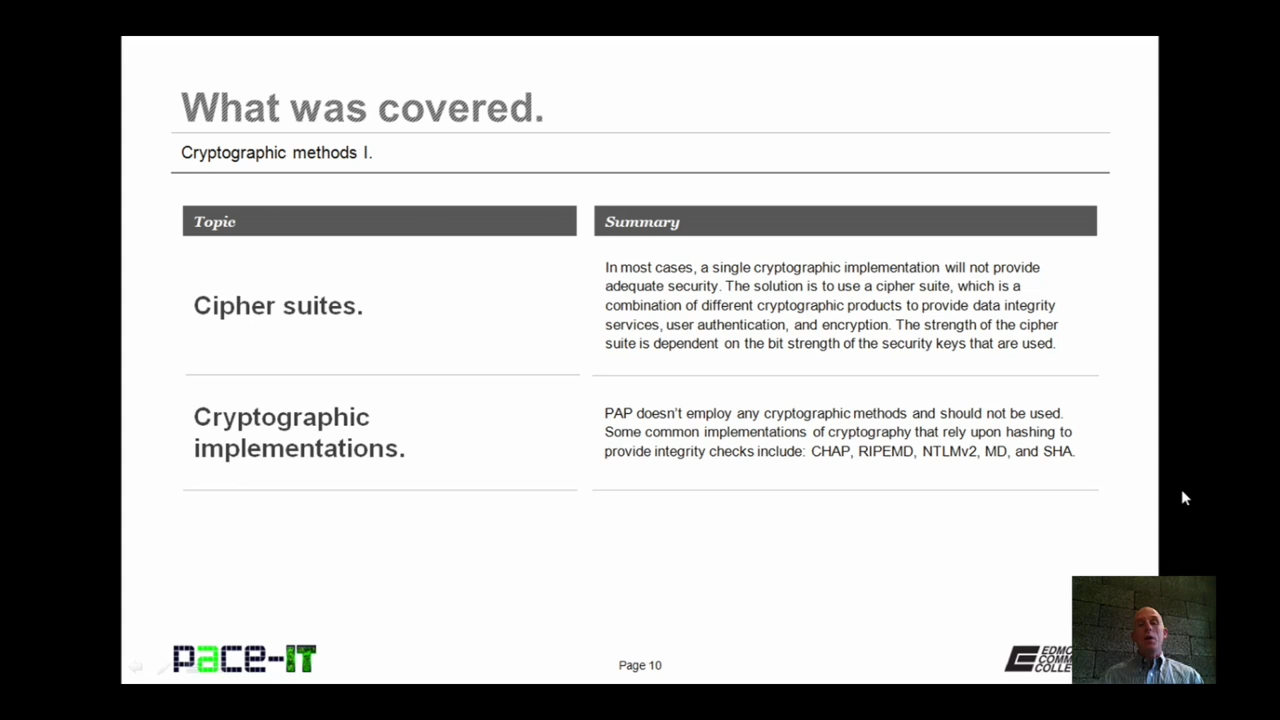 What was covered.
Cryptographic methods I.
Topic
Summary
Cipher suites.
In most cases, a single cryptographic implementation will not provide
adequate security. The solution is to use a cipher suite, which is a
combination of different cryptographic products to provide data integrity
services, user authentication, and encryption. The strength of the cipher
suite is dependent on the bit strength of the security keys that are used.
Cryptographic
implementations.
PAP doesn't employ any cryptographic methods and should not be used.
Some common implementations of cryptography that rely upon hashing to
provide integrity checks include: CHAP, RIPEMD, NTLMv2, MD, and SHA.
pace-IT
Page 10